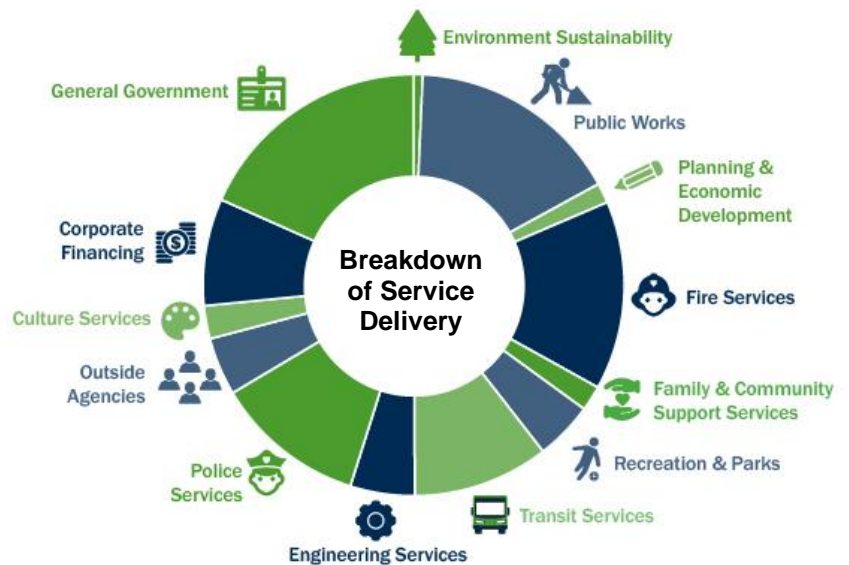 Environment Sustainability
General Government
Public Works
Planning &
Economic
Development
Corporate
Financing
$
Breakdown
of Service
Delivery
Fire Services
Culture Services
Outside
Agencies
Family & Community
Support Services
Police
Services
Recreation & Parks
Transit Services
Engineering Services